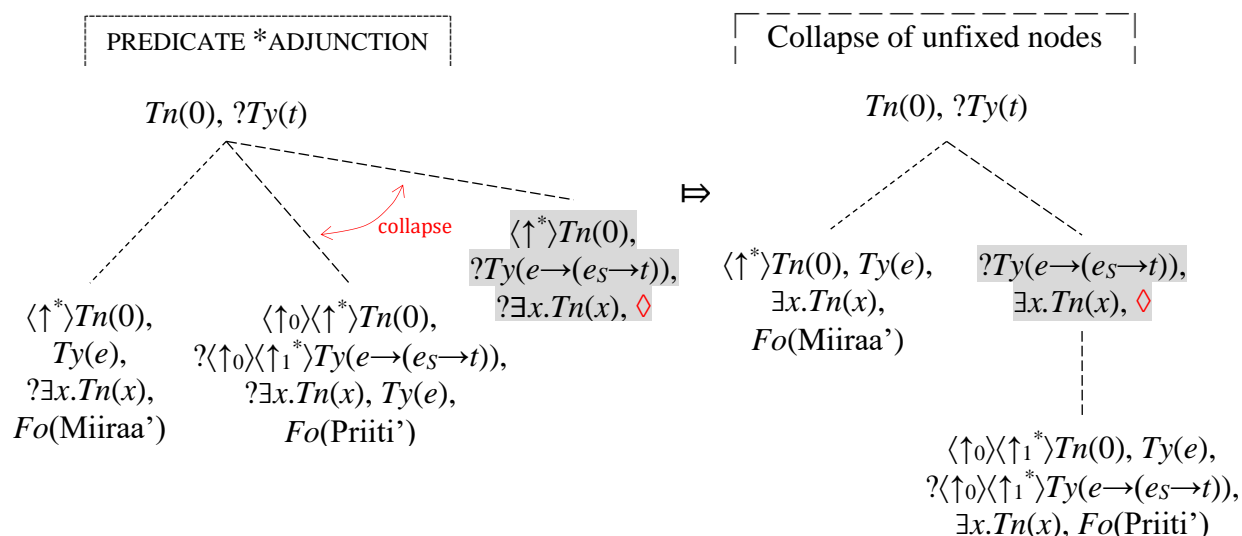 PREDICATE *ADJUNCTION
Tn(0), ?Ty(t)
collapse
⟨↑*⟩Tn(0),
?Ty(e→(eS→t)),
?∃x.Tn(x), ◊
⟨↑*⟩Tn(0),
Ty(e),
?∃x.Tn(x),
Fo(Miiraa’)
⟨↑0⟩⟨↑*⟩Tn(0),
?⟨↑0⟩⟨↑1*⟩Ty(e→(eS→t)),
?∃x.Tn(x), Ty(e),
Fo(Priiti’)
⤇
Collapse of unfixed nodes
Tn(0), ?Ty(t)
⟨↑*⟩Tn(0), Ty(e),
∃x.Tn(x),
Fo(Miiraa’)
?Ty(e→(eS→t)),
∃x.Tn(x), ◊
⟨↑0⟩⟨↑1*⟩Tn(0), Ty(e),
?⟨↑0⟩⟨↑1*⟩Ty(e→(eS→t)),
∃x.Tn(x), Fo(Priiti’)